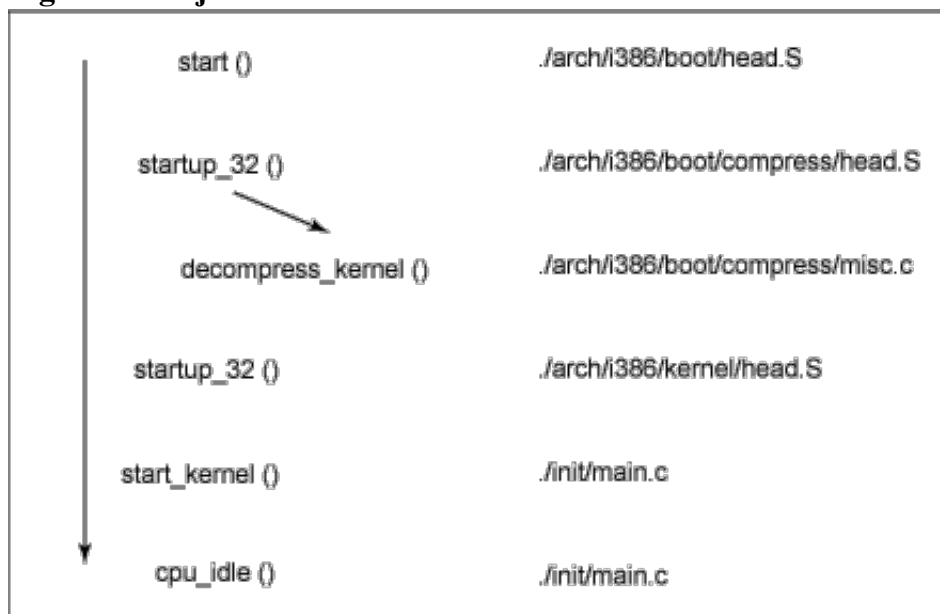 start () ./arch/i386/boot/head.S
startup_32 () ./arch/i386/boot/compress/head.S
decompress_kernel () ./arch/i386/boot/compress/misc.c
startup_32 () ./arch/i386/kernel/head.S
start_kernel () ./init/main.c
cpu_idle () ./init/main.c